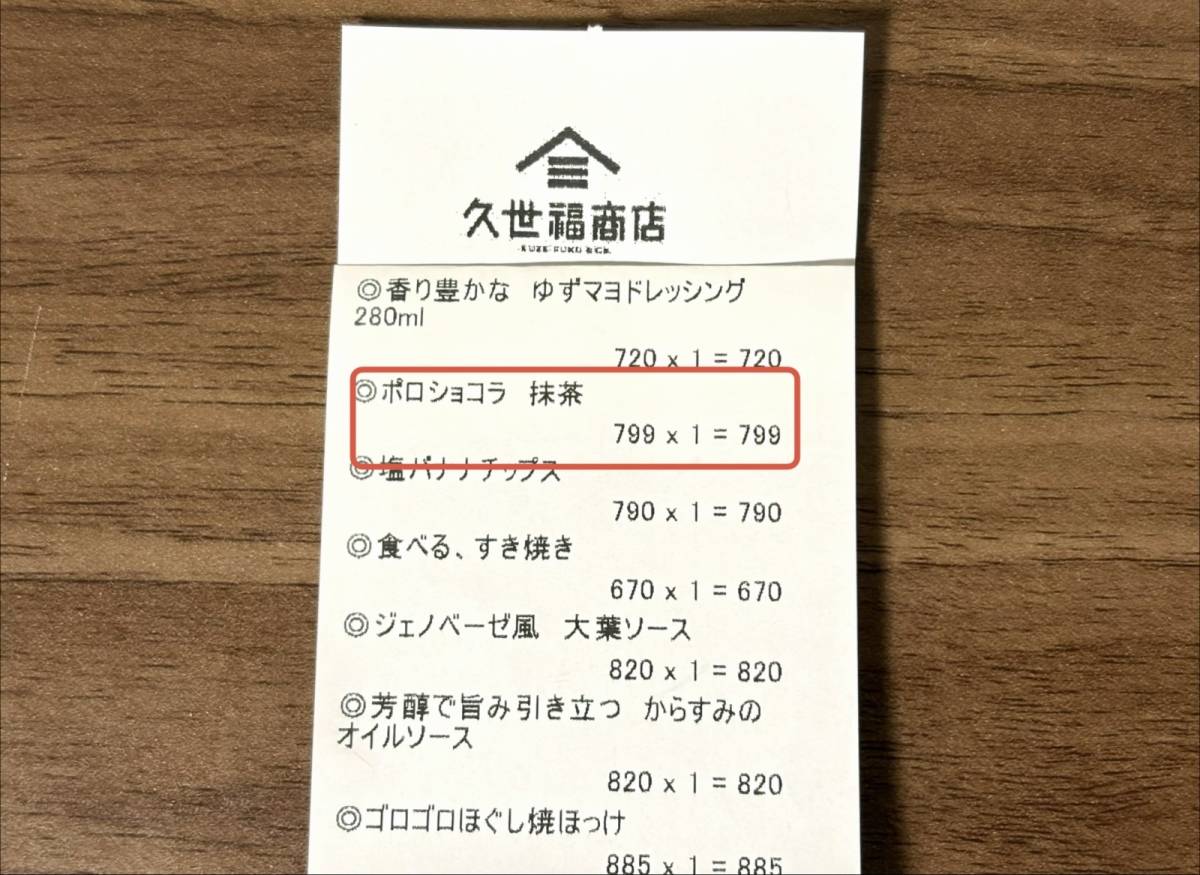 久世福商店
◎香り豊かな ゆずマヨドレッシング
280ml
720 x 1 = 720
◎ポロショコラ 抹茶
799 x 1 = 799
◎塩バナナチップス
790 x 1 = 790
◎食べる、すき焼き
670 x 1 = 670
◎ジェノベーゼ風 大葉ソース
820 x 1 = 820
◎芳醇で旨み引き立つ からすみの
オイルソース
820 x 1 = 820
◎ゴロゴロほぐし焼ほっけ
885 x 1 = 885